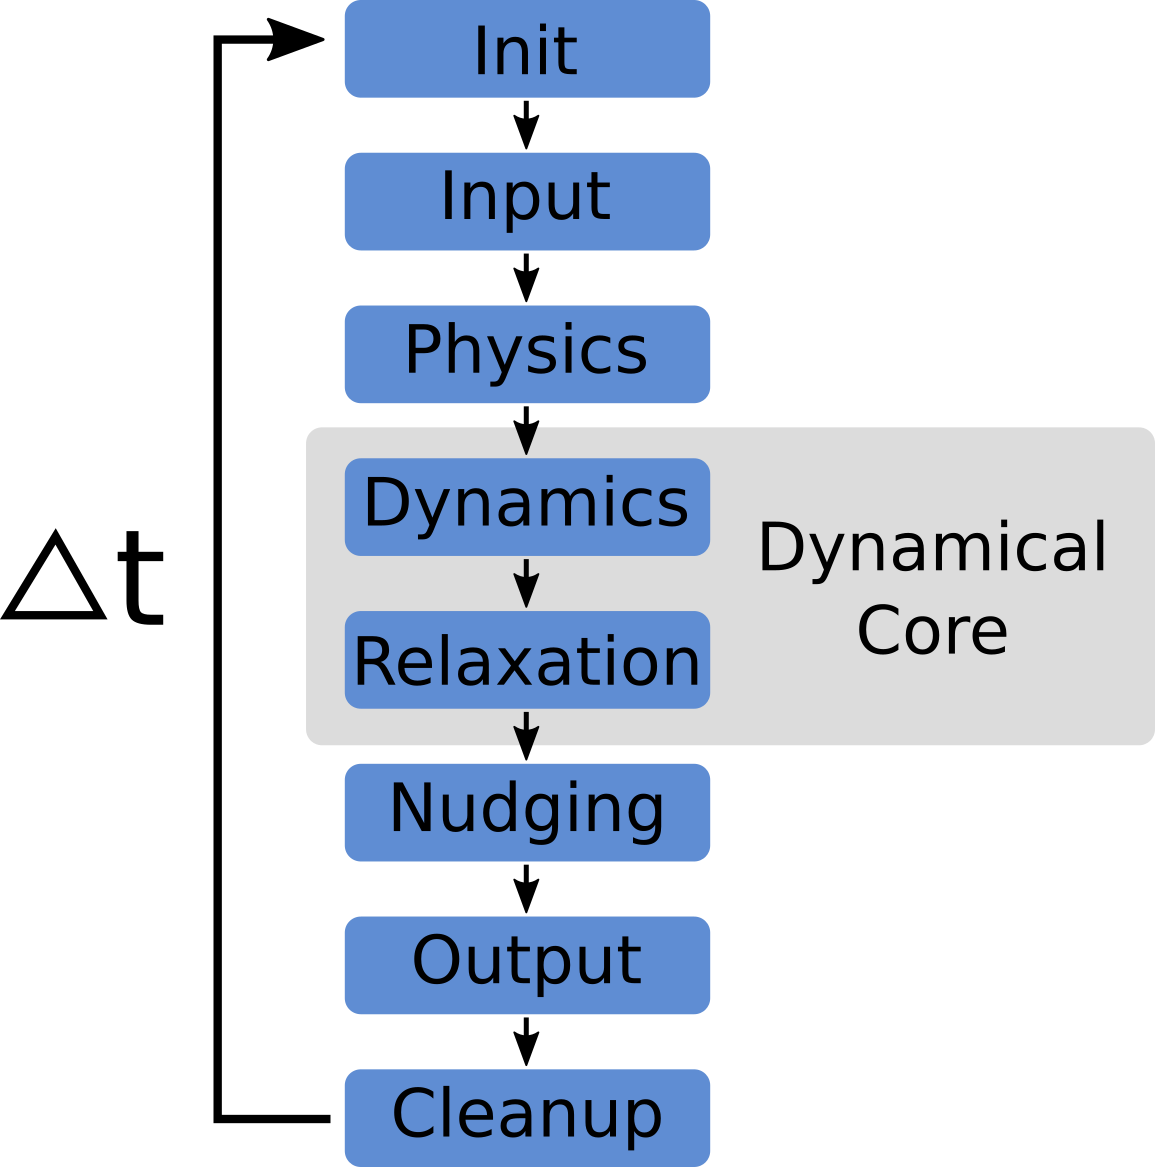 Init
Input
Physics
Dynamics
Dynamical
Core
Δt
Relaxation
Nudging
Output
Cleanup